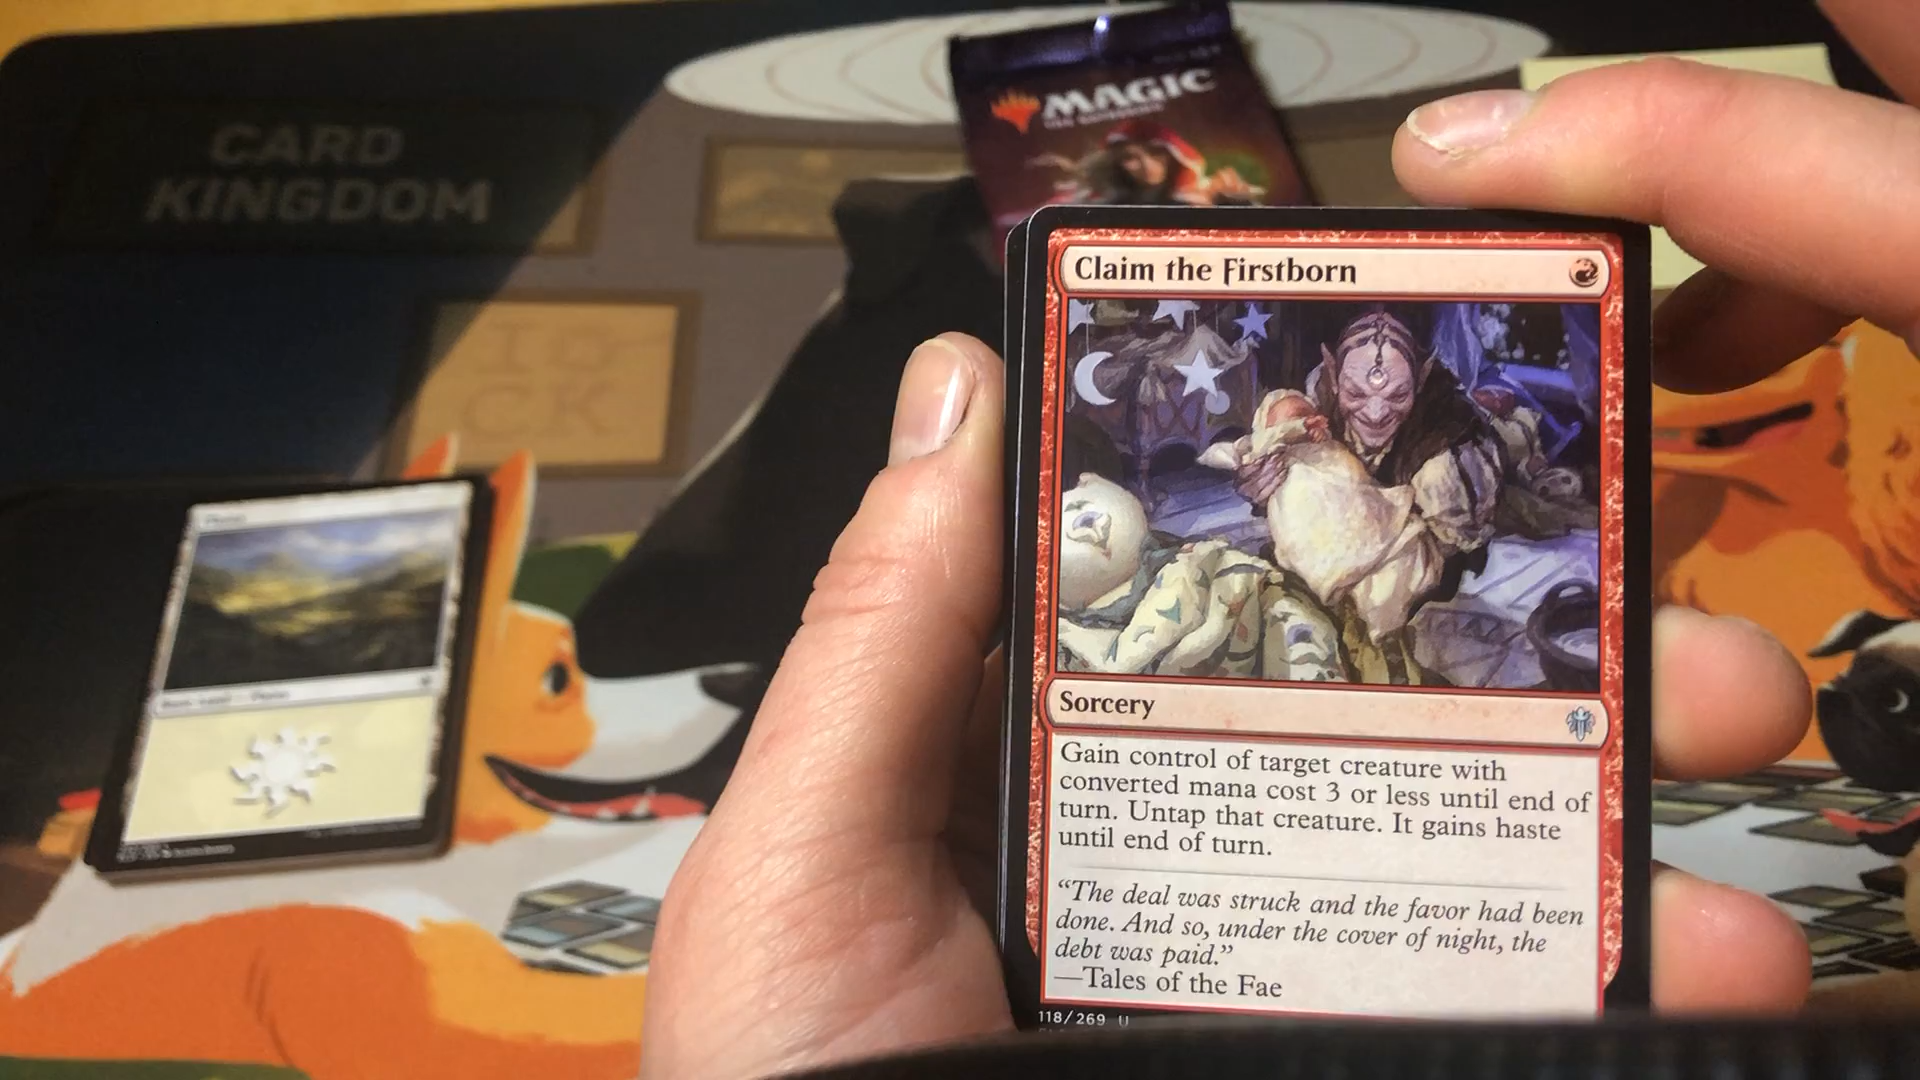 CARD
KINGDOM
MAGIC
Claim the Firstborn
Sorcery
Gain control of target creature with
converted mana cost 3 or less until end of
turn. Untap that creature. It gains haste
until end of turn.
“The deal was struck and the favor had been
done. And so, under the cover of night, the
debt was paid.”
—Tales of the Fae
118/269 U